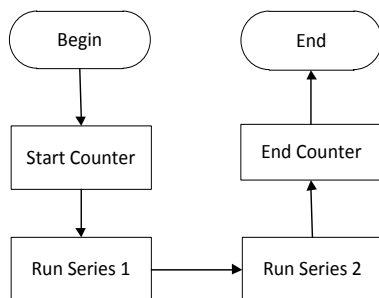 Begin
Start Counter
Run Series 1
Run Series 2
End Counter
End